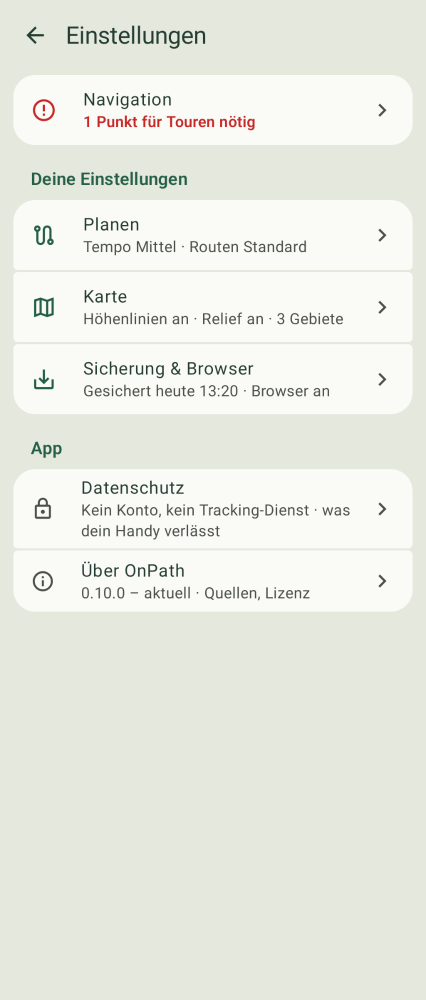 Einstellungen
Navigation
1 Punkt für Touren nötig
Deine Einstellungen
Planen
Tempo Mittel · Routen Standard
Karte
Höhenlinien an · Relief an · 3 Gebiete
Sicherung & Browser
Gesichert heute 13:20 · Browser an
App
Datenschutz
Kein Konto, kein Tracking-Dienst · was
dein Handy verlässt
Über OnPath
0.10.0 – aktuell · Quellen, Lizenz